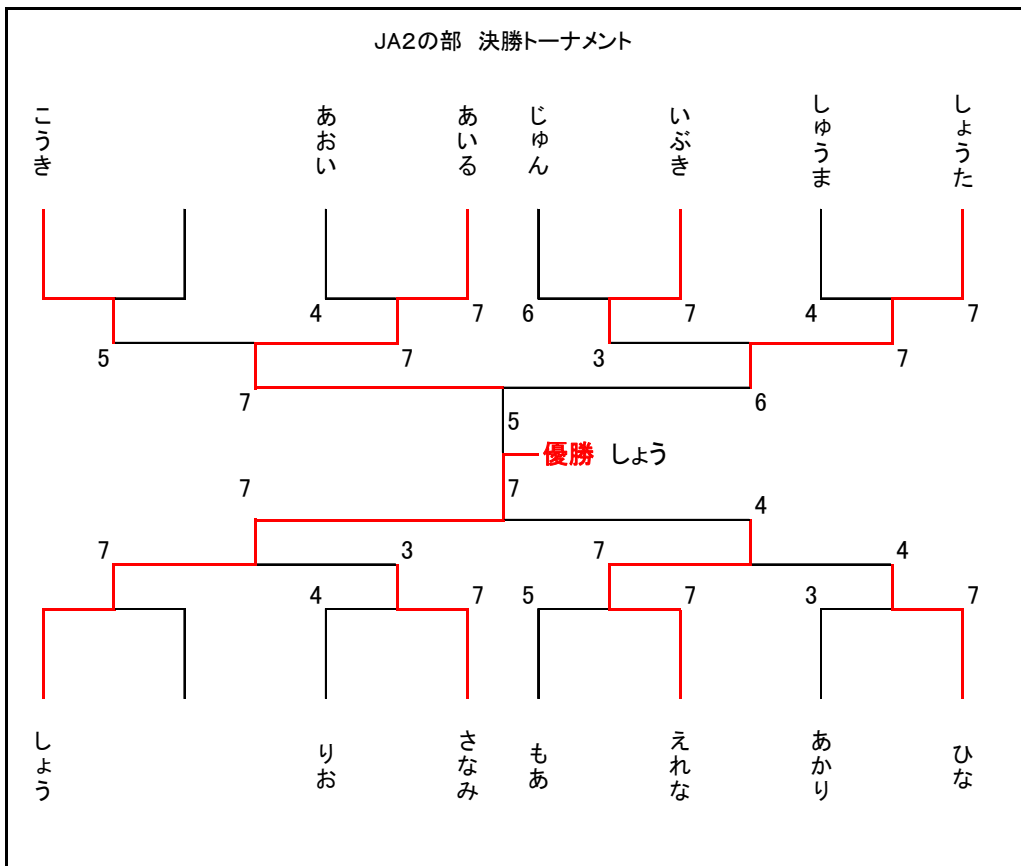 JA2の部 決勝トーナメント
こうき
あおい
あいる
じゅん
いぶき
しゅうま
しょうた
4 7 6 7 4 7
5 7 3 7
7 6
5
優勝 しょう
7 7 4
7 3 7 4
4 7 5 7 3 7
しょう
りお
さなみ
もあ
えれな
あかり
ひな